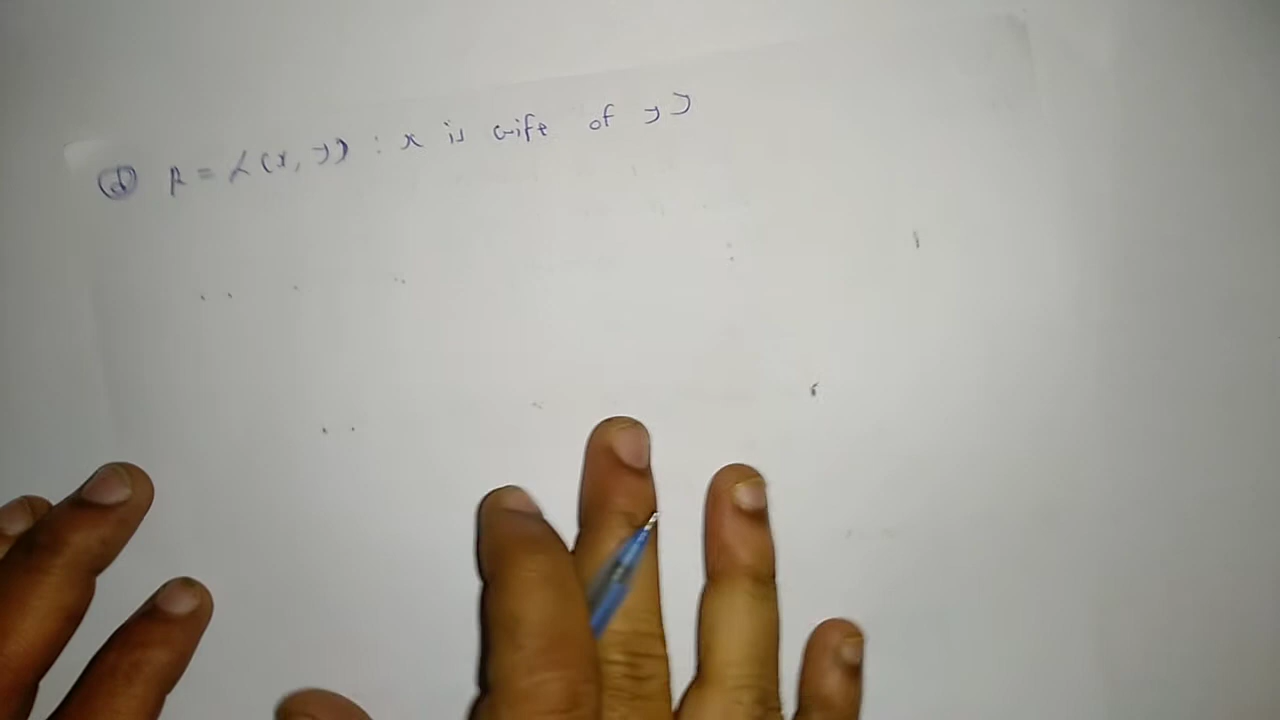 (d) R = {(x, y) : x is wife of y}